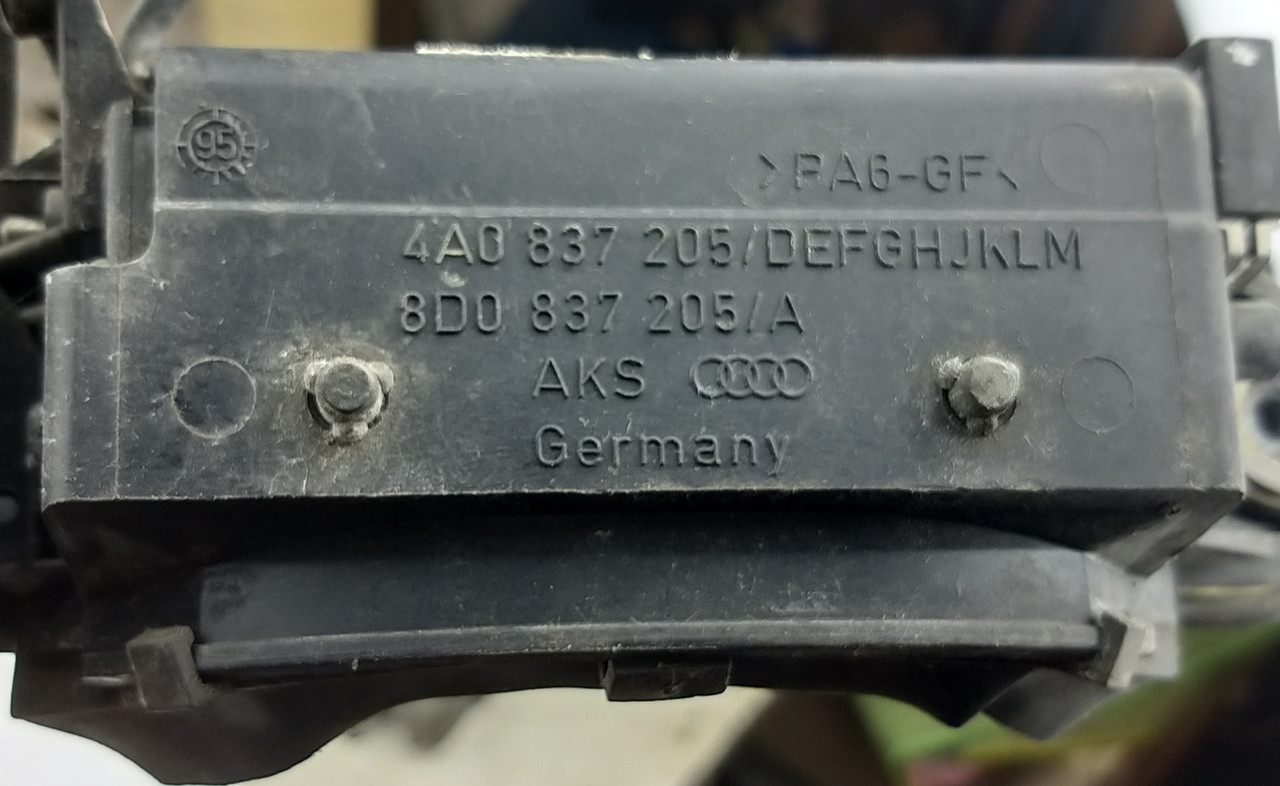 95
>PA6-GF<
4A0 837 205/DEFGHJKLM
8D0 837 205/A
AKS
Germany